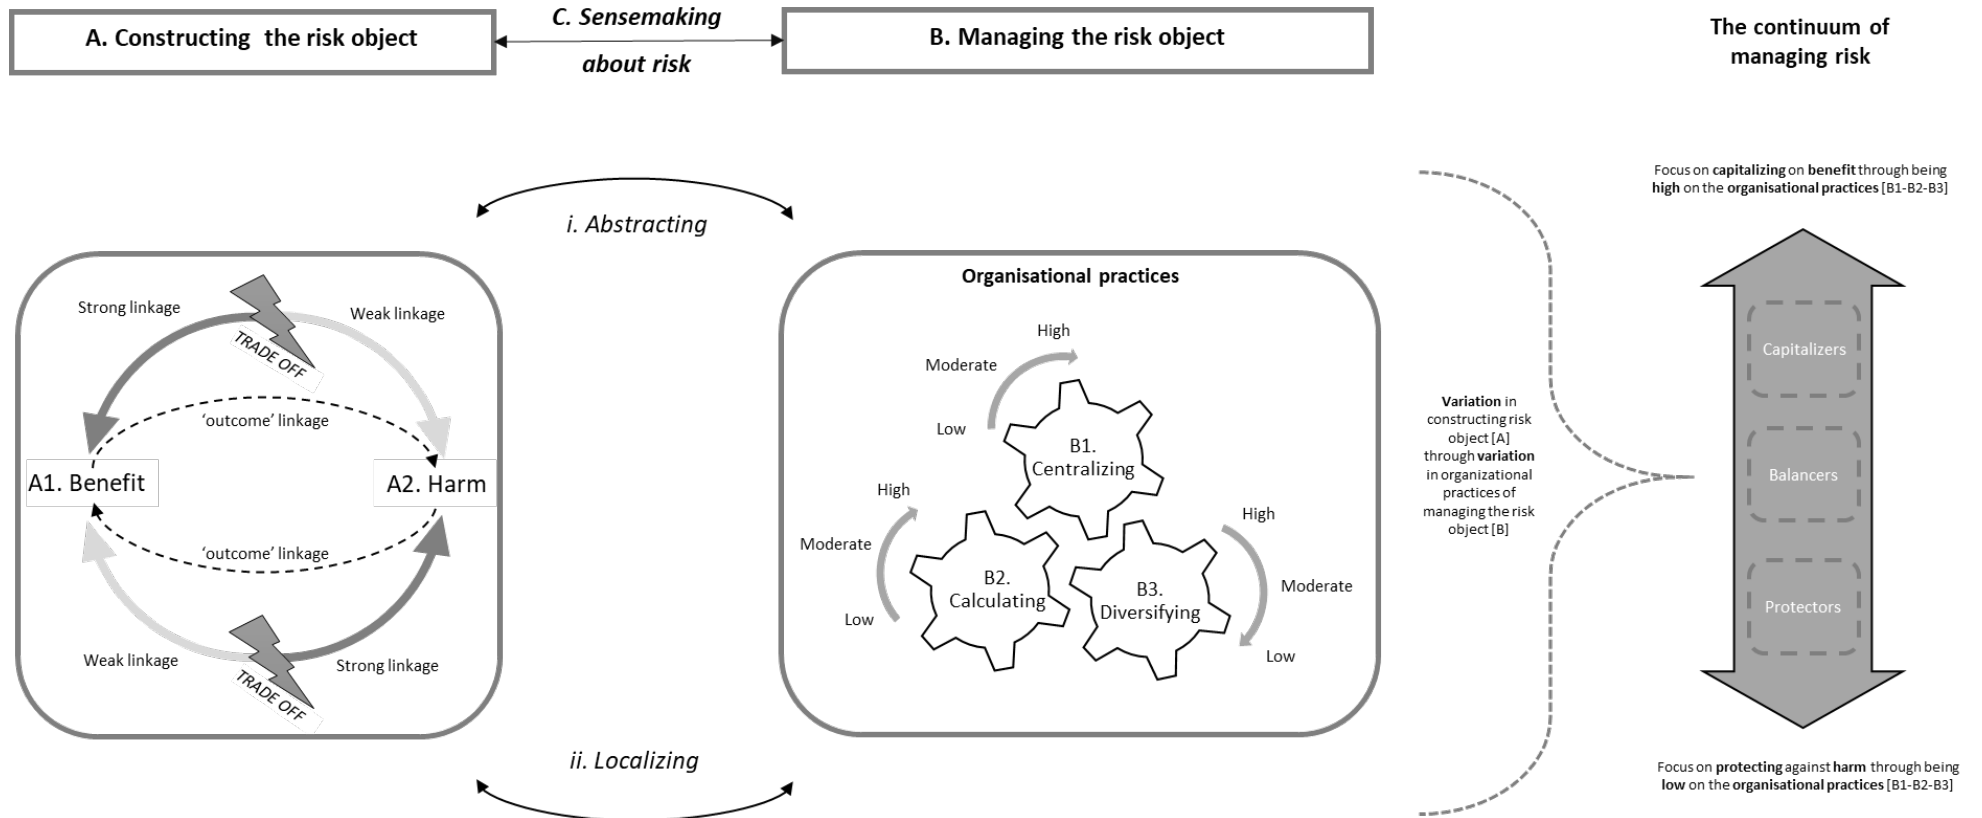 A. Constructing the risk object
C. Sensemaking
about risk
B. Managing the risk object
The continuum of
managing risk
i. Abstracting
Strong linkage
Weak linkage
TRADE OFF
'outcome' linkage
A1. Benefit
A2. Harm
'outcome' linkage
Weak linkage
Strong linkage
TRADE OFF
ii. Localizing
Organisational practices
High
Moderate
Low
B1.
Centralizing
High
Moderate
Low
B2.
Calculating
High
Moderate
Low
B3.
Diversifying
Variation in
constructing risk
object [A]
through variation
in organizational
practices of
managing the risk
object [B]
Focus on capitalizing on benefit through being
high on the organisational practices [B1-B2-B3]
Capitalizers
Balancers
Protectors
Focus on protecting against harm through being
low on the organisational practices [B1-B2-B3]